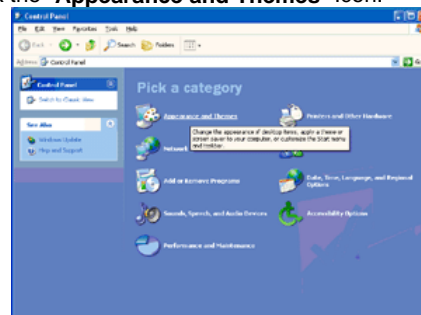 the "Appearance and Themes" icon.
Control Panel
File Edit View Favorites Tools Help
Back Search Folders
Address Control Panel Go
Control Panel
Switch to Classic View
See Also
Windows Update
Help and Support
Pick a category
Appearance and Themes
Printers and Other Hardware
Change the appearance of desktop items, apply a theme or
screen saver to your computer, or customize the Start menu
and taskbar.
Network
Add or Remove Programs
Date, Time, Language, and Regional
Options
Sounds, Speech, and Audio Devices
Accessibility Options
Performance and Maintenance